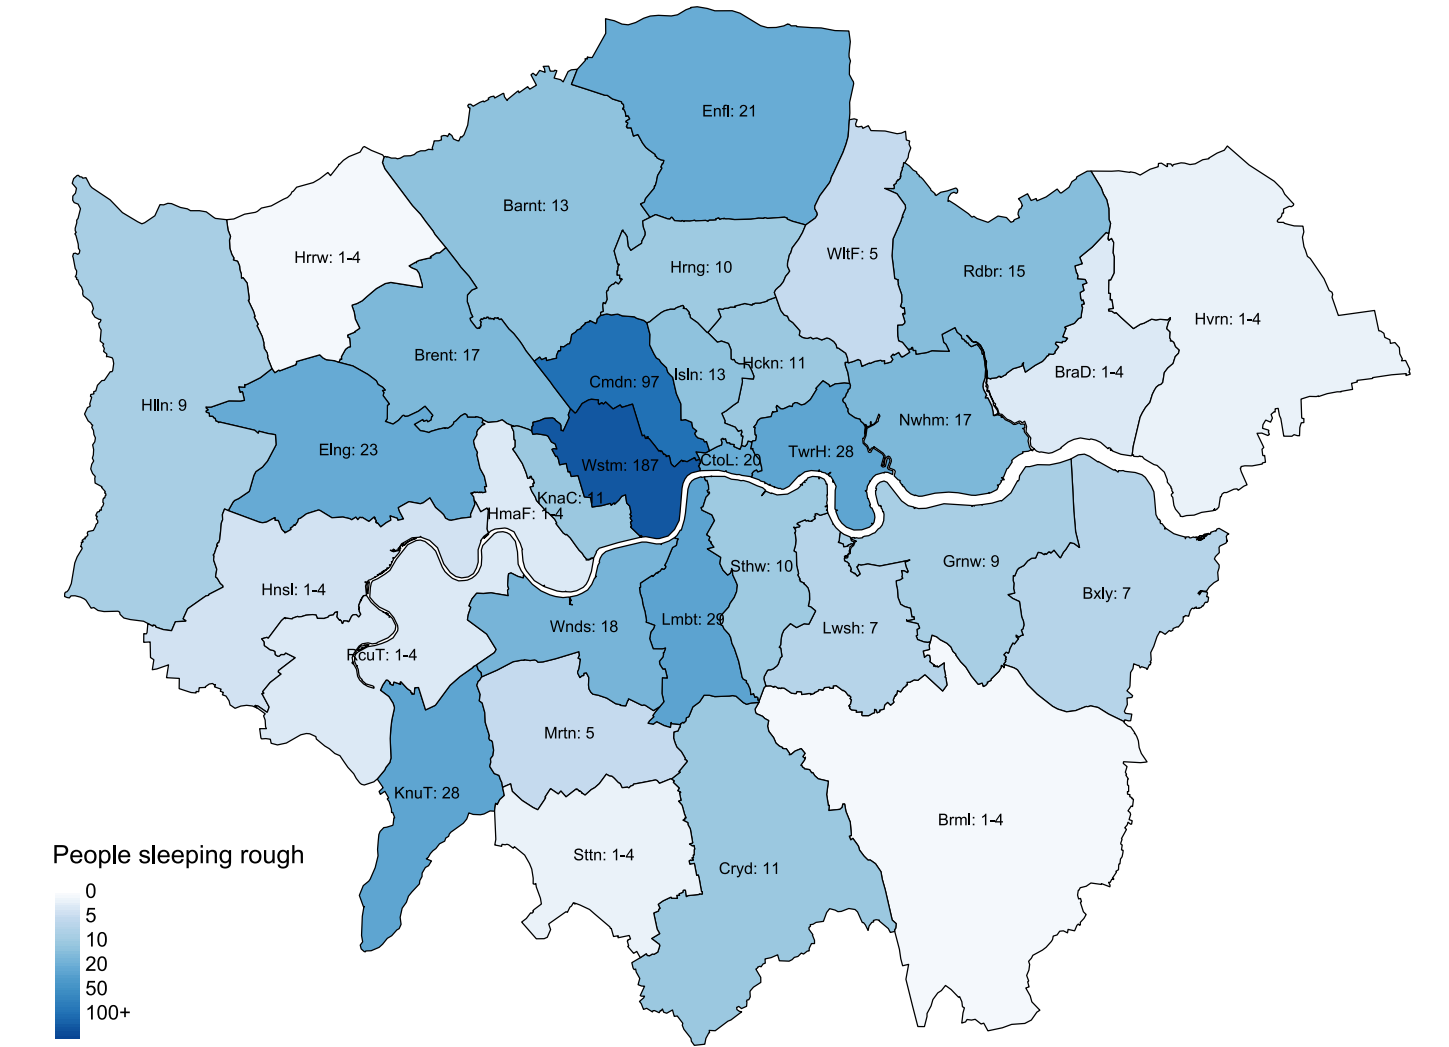 Enfl: 21
Barnt: 13
WltF: 5
Hrrw: 1-4
Hrng: 10
Rdbr: 15
Hvrn: 1-4
Brent: 17
Hckn: 11
Isln: 13
Cmdn: 97
BraD: 1-4
Hlln: 9
Nwhm: 17
Elng: 23
TwrH: 28
CtoL: 20
Wstm: 187
KnaC: 11
HmaF: 1-4
Grnw: 9
Sthw: 10
Hnsl: 1-4
Bxly: 7
Lmbt: 29
Wnds: 18
Lwsh: 7
RcuT: 1-4
Mrtn: 5
KnuT: 28
Brml: 1-4
Sttn: 1-4
Cryd: 11
People sleeping rough
0
5
10
20
50
100+